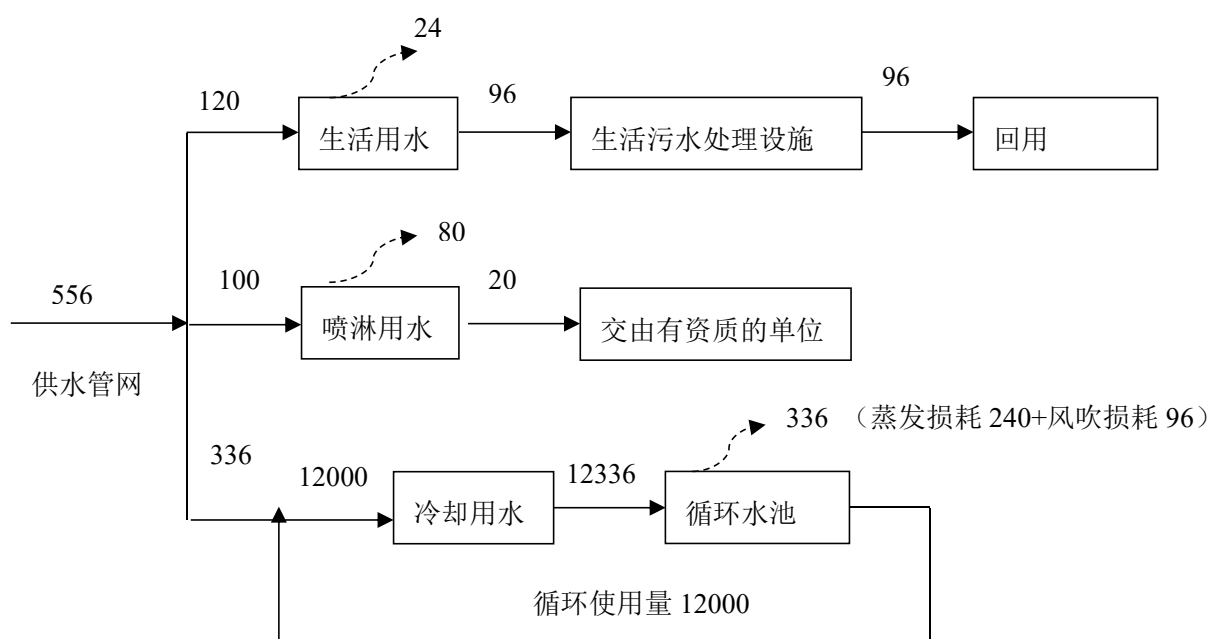 24
120
96
96
生活用水
生活污水处理设施
回用
80
556
100
20
喷淋用水
交由有资质的单位
供水管网
336 （蒸发损耗 240+风吹损耗 96）
336
12000
12336
冷却用水
循环水池
循环使用量 12000